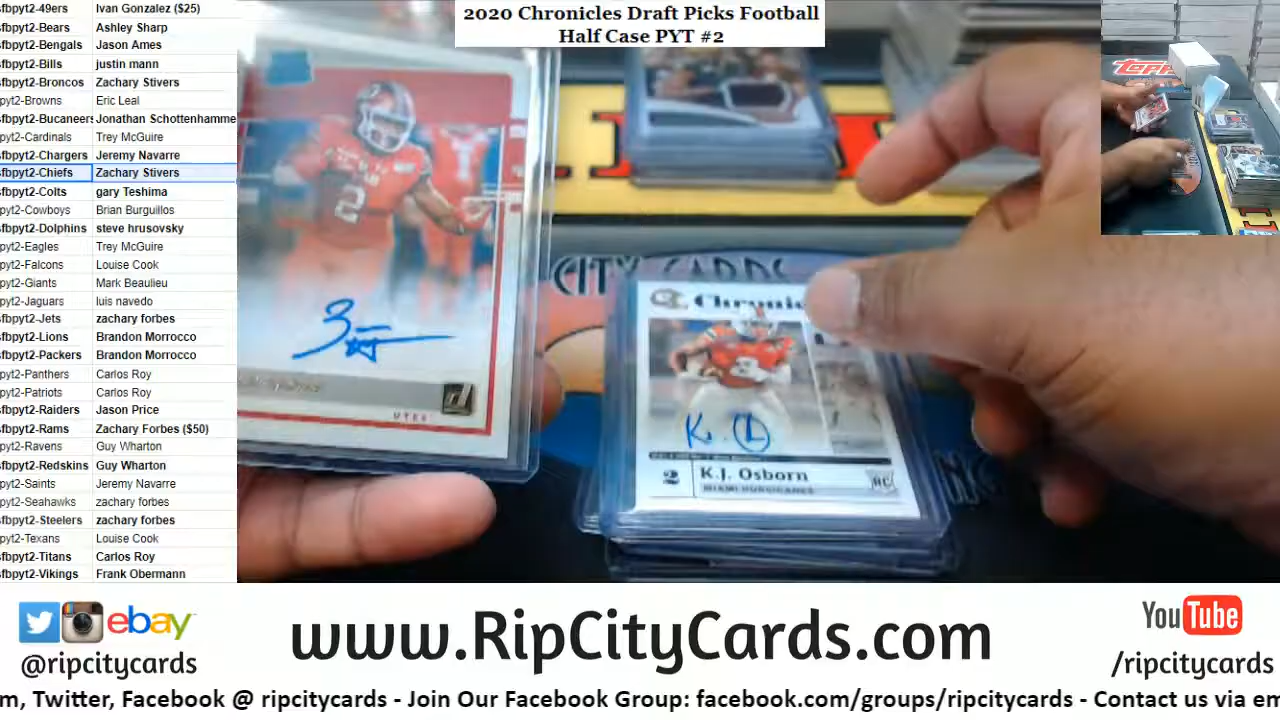 2020 Chronicles Draft Picks Football
Half Case PYT #2
fbpyt2-49ers Ivan Gonzalez ($25)
fbpyt2-Bears Ashley Sharp
fbpyt2-Bengals Jason Ames
fbpyt2-Bills justin mann
fbpyt2-Broncos Zachary Stivers
pyt2-Browns Eric Leal
fbpyt2-Bucaneers Jonathan Schottenhamme
pyt2-Cardinals Trey McGuire
fbpyt2-Chargers Jeremy Navarre
fbpyt2-Chiefs Zachary Stivers
fbpyt2-Colts gary Teshima
pyt2-Cowboys Brian Burguillos
fbpyt2-Dolphins steve hrusovsky
pyt2-Eagles Trey McGuire
pyt2-Falcons Louise Cook
pyt2-Giants Mark Beaulieu
pyt2-Jaguars luis navedo
fbpyt2-Jets zachary forbes
fbpyt2-Lions Brandon Morrocco
fbpyt2-Packers Brandon Morrocco
pyt2-Panthers Carlos Roy
pyt2-Patriots Carlos Roy
fbpyt2-Raiders Jason Price
fbpyt2-Rams Zachary Forbes ($50)
pyt2-Ravens Guy Wharton
fbpyt2-Redskins Guy Wharton
pyt2-Saints Jeremy Navarre
pyt2-Seahawks zachary forbes
fbpyt2-Steelers zachary forbes
pyt2-Texans Louise Cook
fbpyt2-Titans Carlos Roy
fbpyt2-Vikings Frank Obermann
Topps
CITY CARDS
2
UTES
Chronic
2 K.J. Osborn
MIAMI HURRICANES
RC
ebay
@ripcitycards
www.RipCityCards.com
YouTube
/ripcitycards
m, Twitter, Facebook @ ripcitycards - Join Our Facebook Group: facebook.com/groups/ripcitycards - Contact us via em